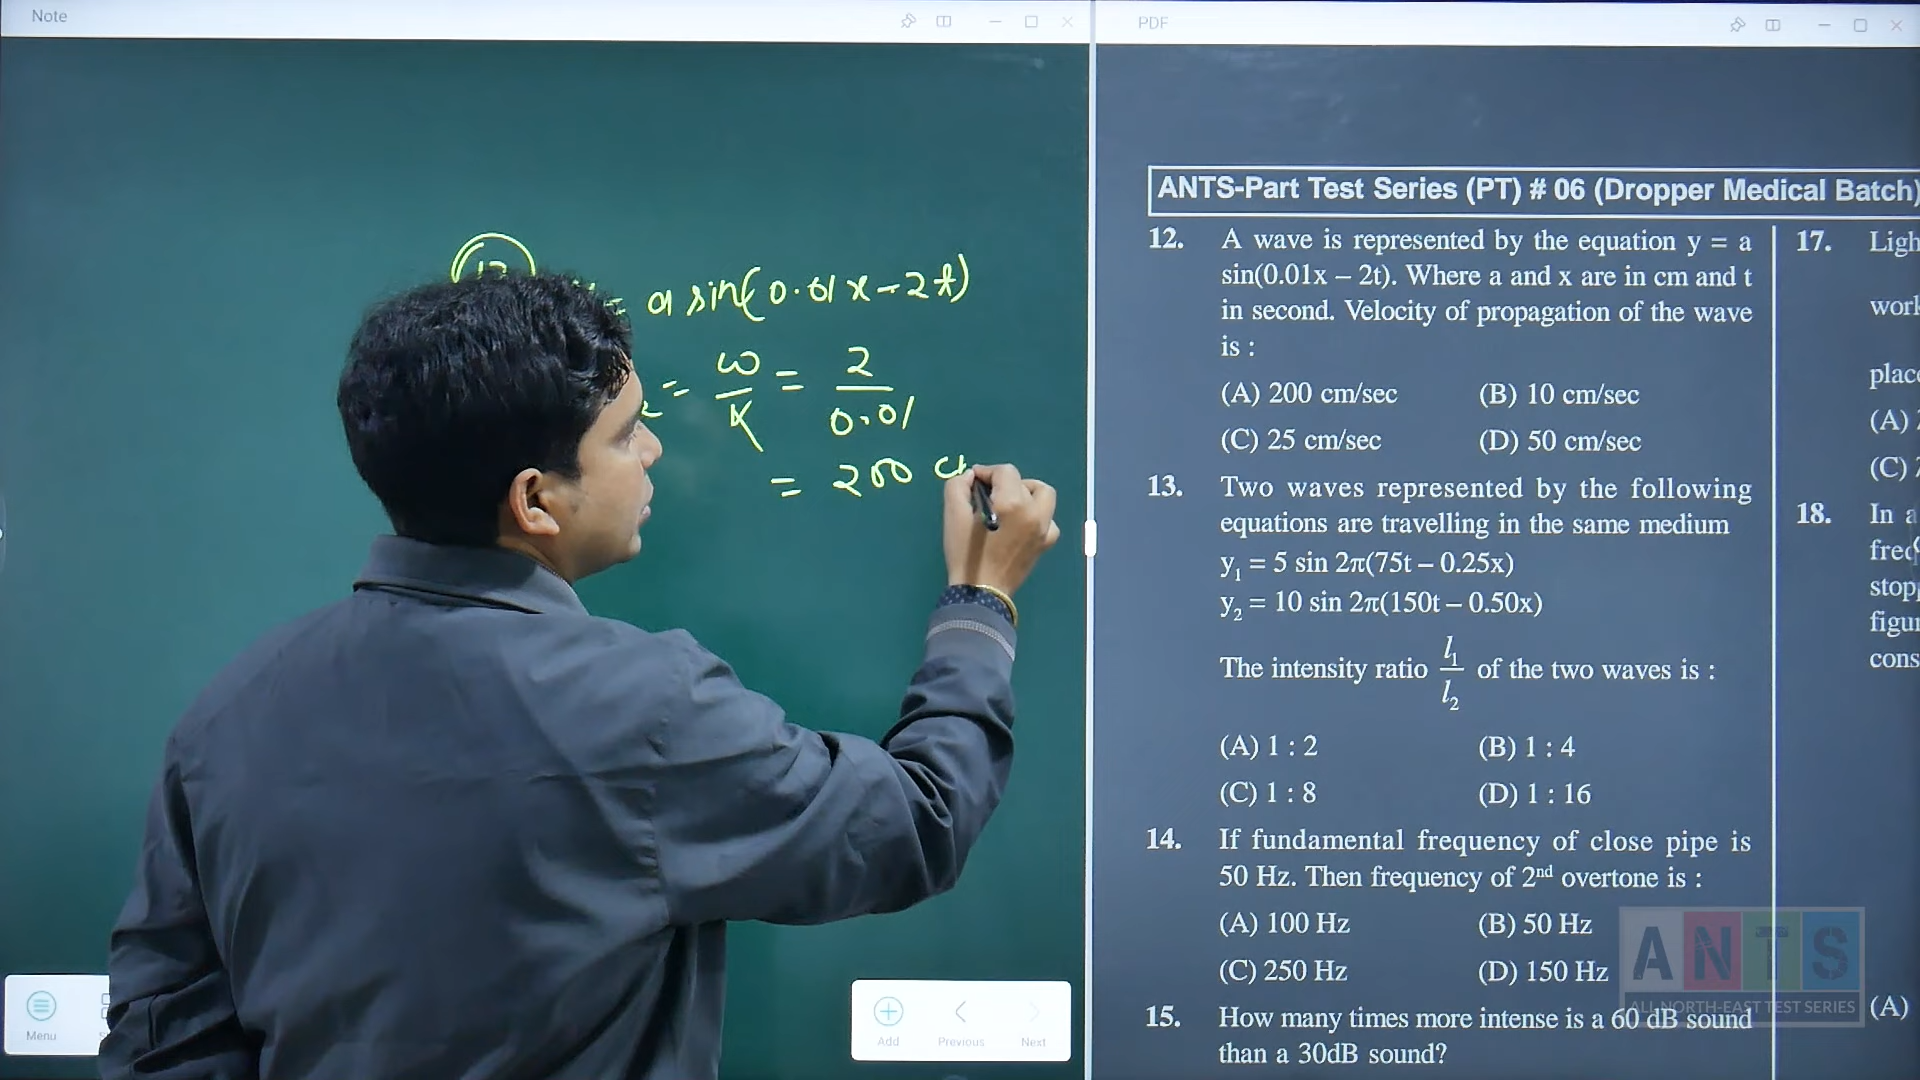 Note
PDF
= a sin(0.01x-2t)
= ω/k = 2/0.01
= 200
ANTS-Part Test Series (PT) # 06 (Dropper Medical Batch)
12. A wave is represented by the equation y = a
sin(0.01x – 2t). Where a and x are in cm and t
in second. Velocity of propagation of the wave
is :
(A) 200 cm/sec (B) 10 cm/sec
(C) 25 cm/sec (D) 50 cm/sec
13. Two waves represented by the following
equations are travelling in the same medium
y₁ = 5 sin 2π(75t – 0.25x)
y₂ = 10 sin 2π(150t – 0.50x)
The intensity ratio I₁/I₂ of the two waves is :
(A) 1 : 2 (B) 1 : 4
(C) 1 : 8 (D) 1 : 16
14. If fundamental frequency of close pipe is
50 Hz. Then frequency of 2nd overtone is :
(A) 100 Hz (B) 50 Hz
(C) 250 Hz (D) 150 Hz
15. How many times more intense is a 60 dB sound
than a 30dB sound?
17.
(A)
(C)
18. In a
(A)
ANTS
ALL NORTH-EAST TEST SERIES
Menu
Add
Previous
Next